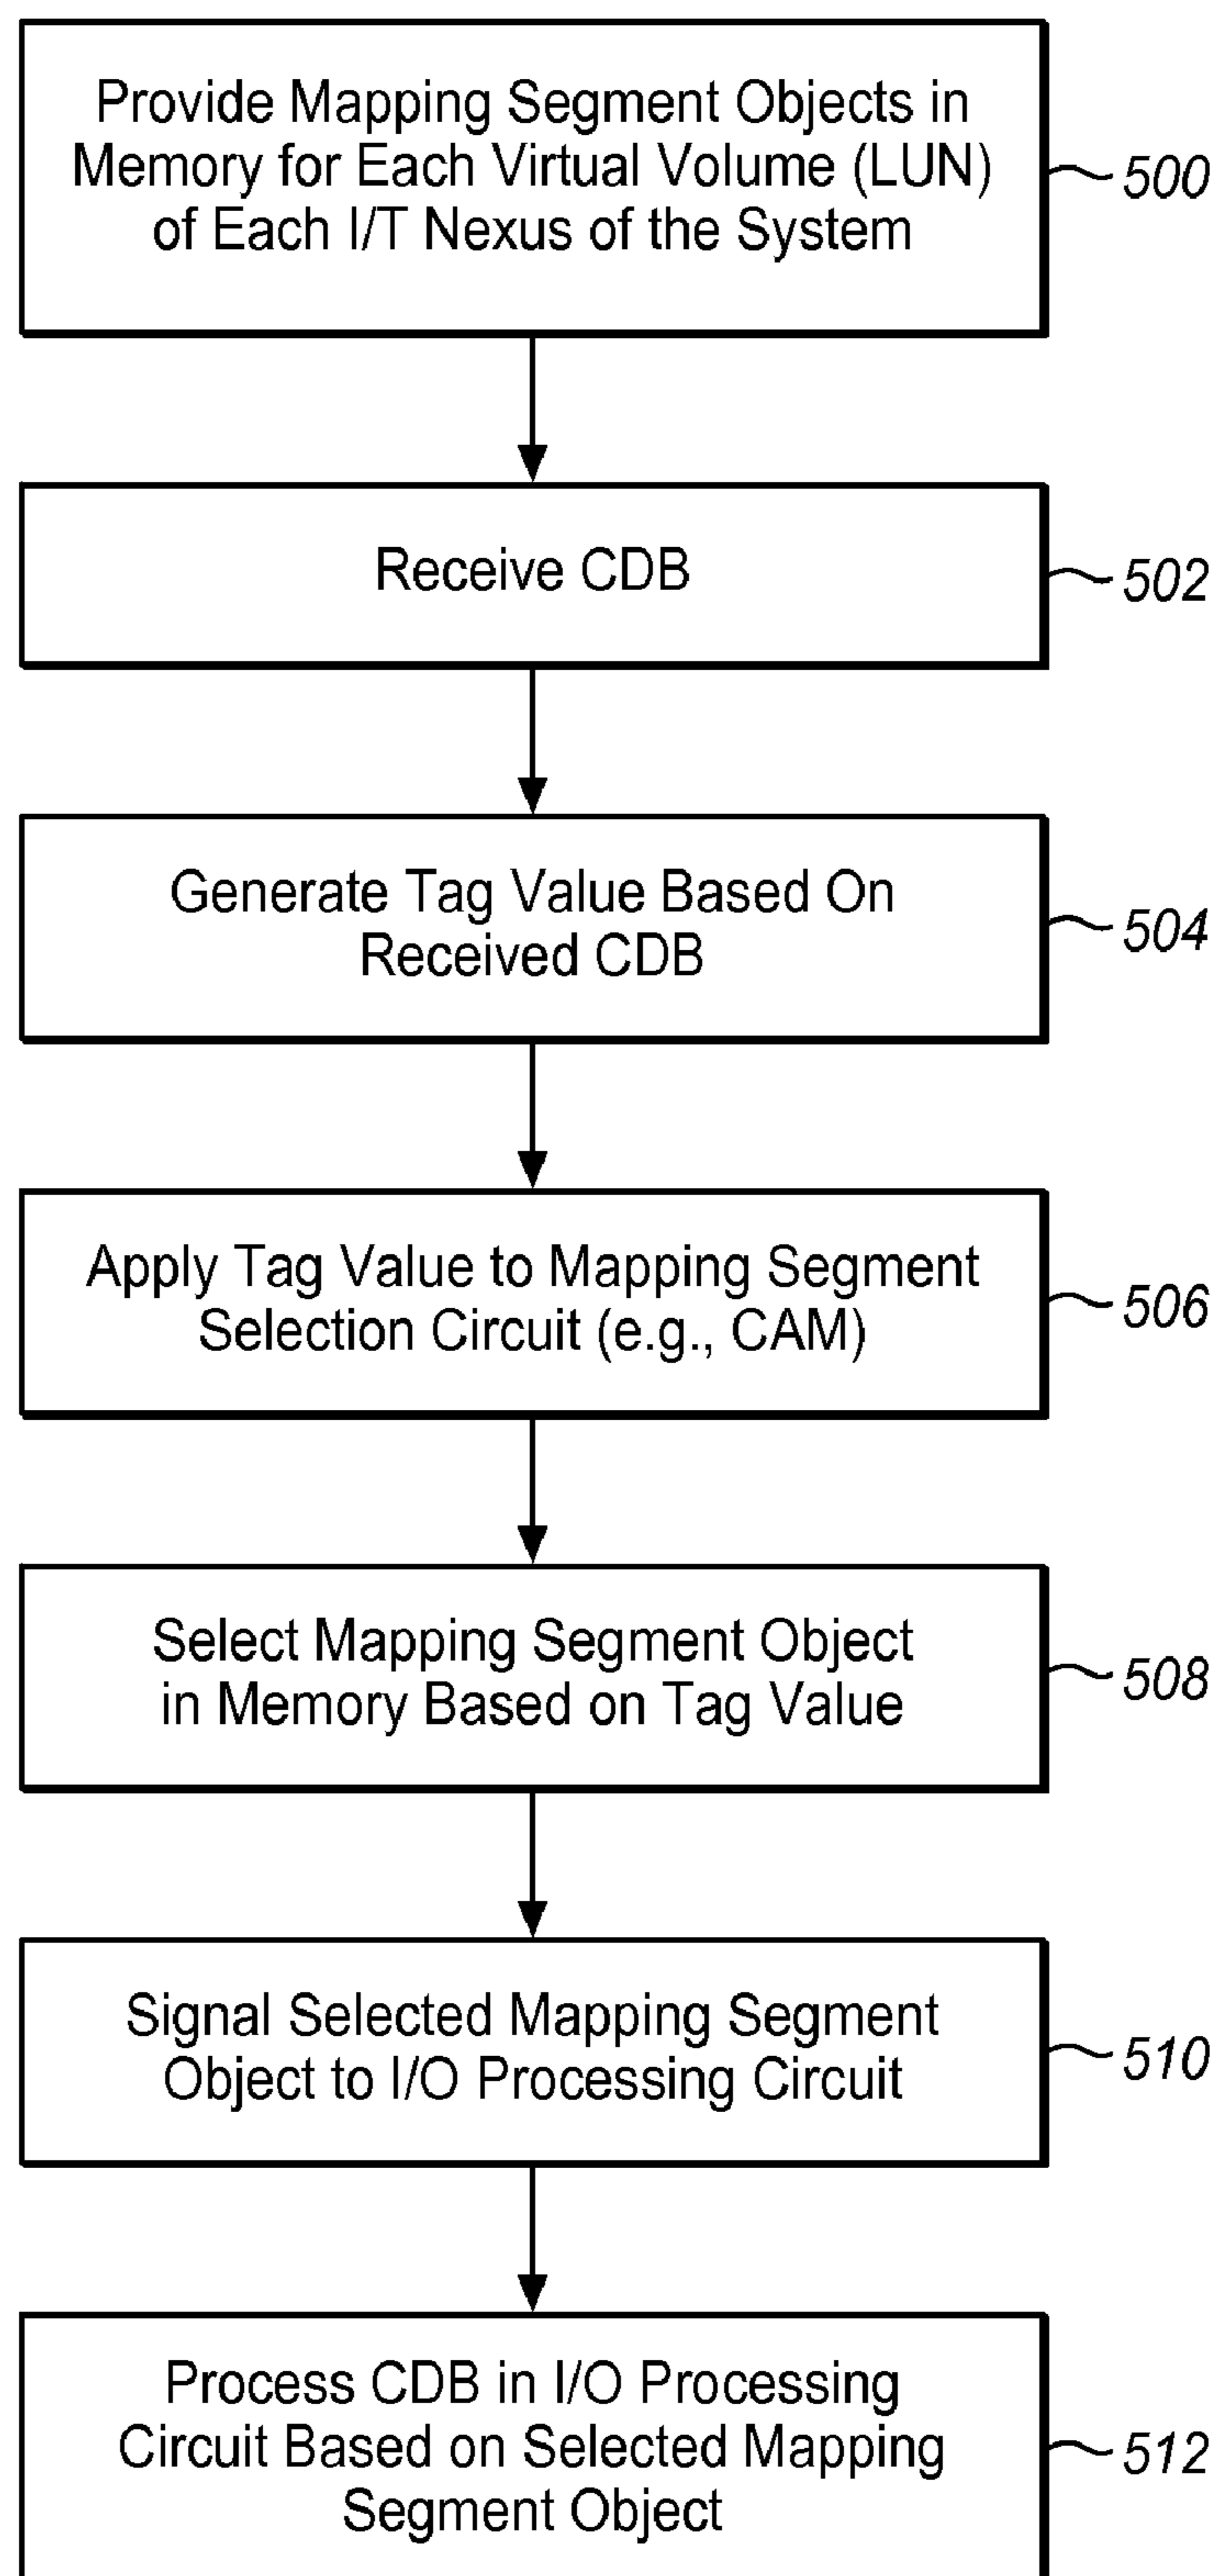 Provide Mapping Segment Objects in
Memory for Each Virtual Volume (LUN)
of Each I/T Nexus of the System
500
Receive CDB
502
Generate Tag Value Based On
Received CDB
504
Apply Tag Value to Mapping Segment
Selection Circuit (e.g., CAM)
506
Select Mapping Segment Object
in Memory Based on Tag Value
508
Signal Selected Mapping Segment
Object to I/O Processing Circuit
510
Process CDB in I/O Processing
Circuit Based on Selected Mapping
Segment Object
512